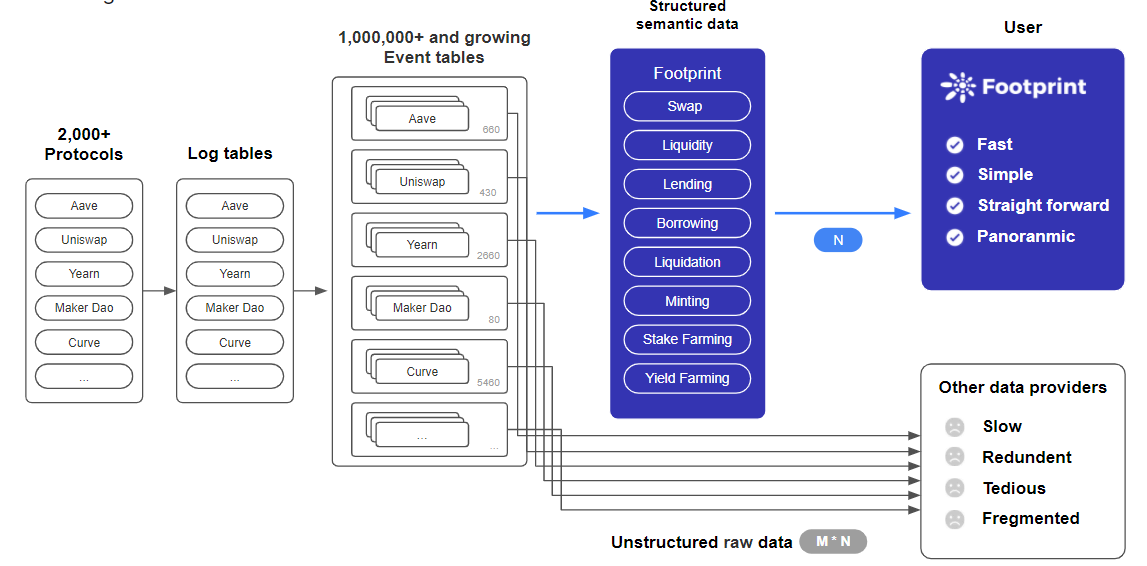 2,000+
Protocols
Aave
Uniswap
Yearn
Maker Dao
Curve
...
Log tables
Aave
Uniswap
Yearn
Maker Dao
Curve
...
1,000,000+ and growing
Event tables
Aave
660
Uniswap
430
Yearn
2660
Maker Dao
80
Curve
5460
...
...
Structured
semantic data
Footprint
Swap
Liquidity
Lending
Borrowing
Liquidation
Minting
Stake Farming
Yield Farming
N
User
Footprint
Fast
Simple
Straight forward
Panoranmic
Other data providers
Slow
Redundent
Tedious
Fregmented
Unstructured raw data
M * N